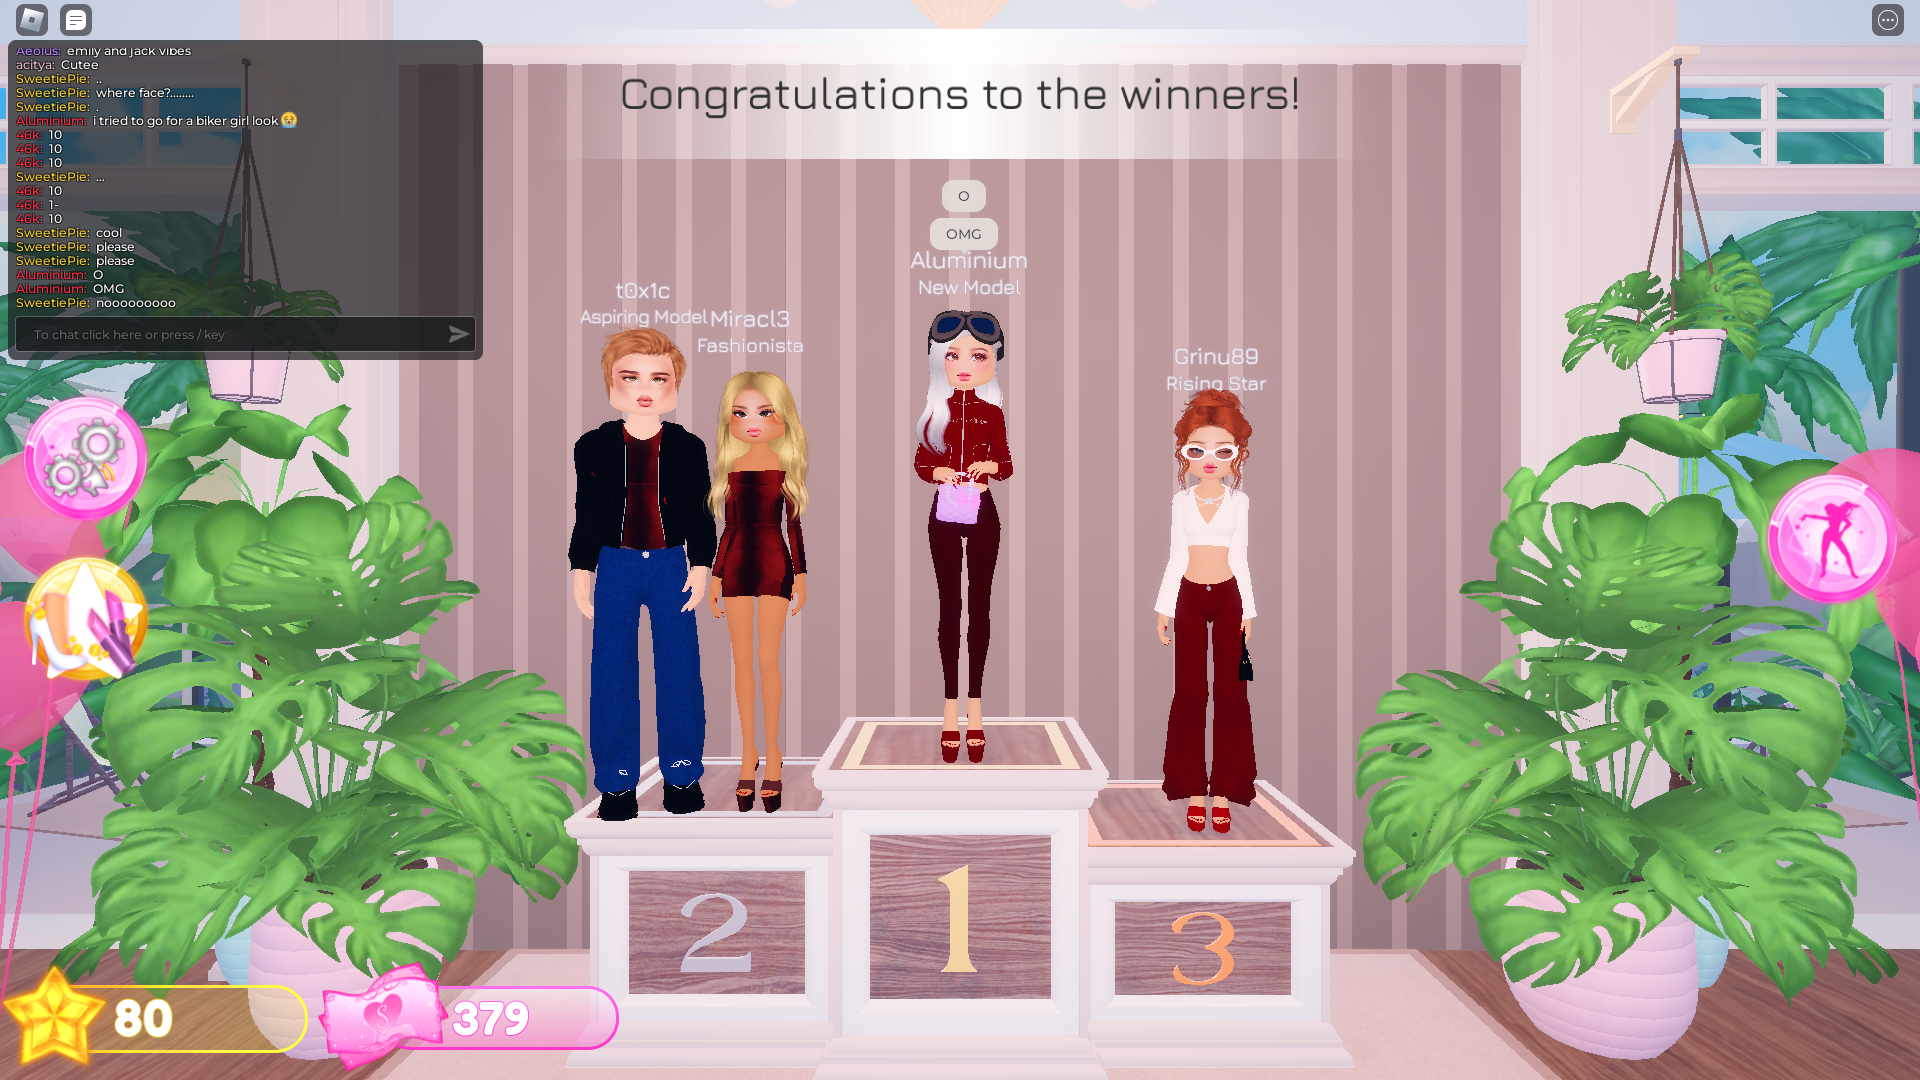 Aeolus: emily and jack vibes
acitya: Cutee
SweetiePie: ..
SweetiePie: where face?........
SweetiePie: .
Aluminium: i tried to go for a biker girl look😭
46k: 10
46k: 10
46k: 10
SweetiePie: ...
46k: 10
46k: 1-
46k: 10
SweetiePie: cool
SweetiePie: please
SweetiePie: please
Aluminium: O
Aluminium: OMG
SweetiePie: nooooooooo
To chat click here or press / key
Congratulations to the winners!
O
OMG
Aluminium
New Model
t0x1c
Aspiring Model
Miracl3
Fashionista
Grinu89
Rising Star
2
1
3
80
$
379